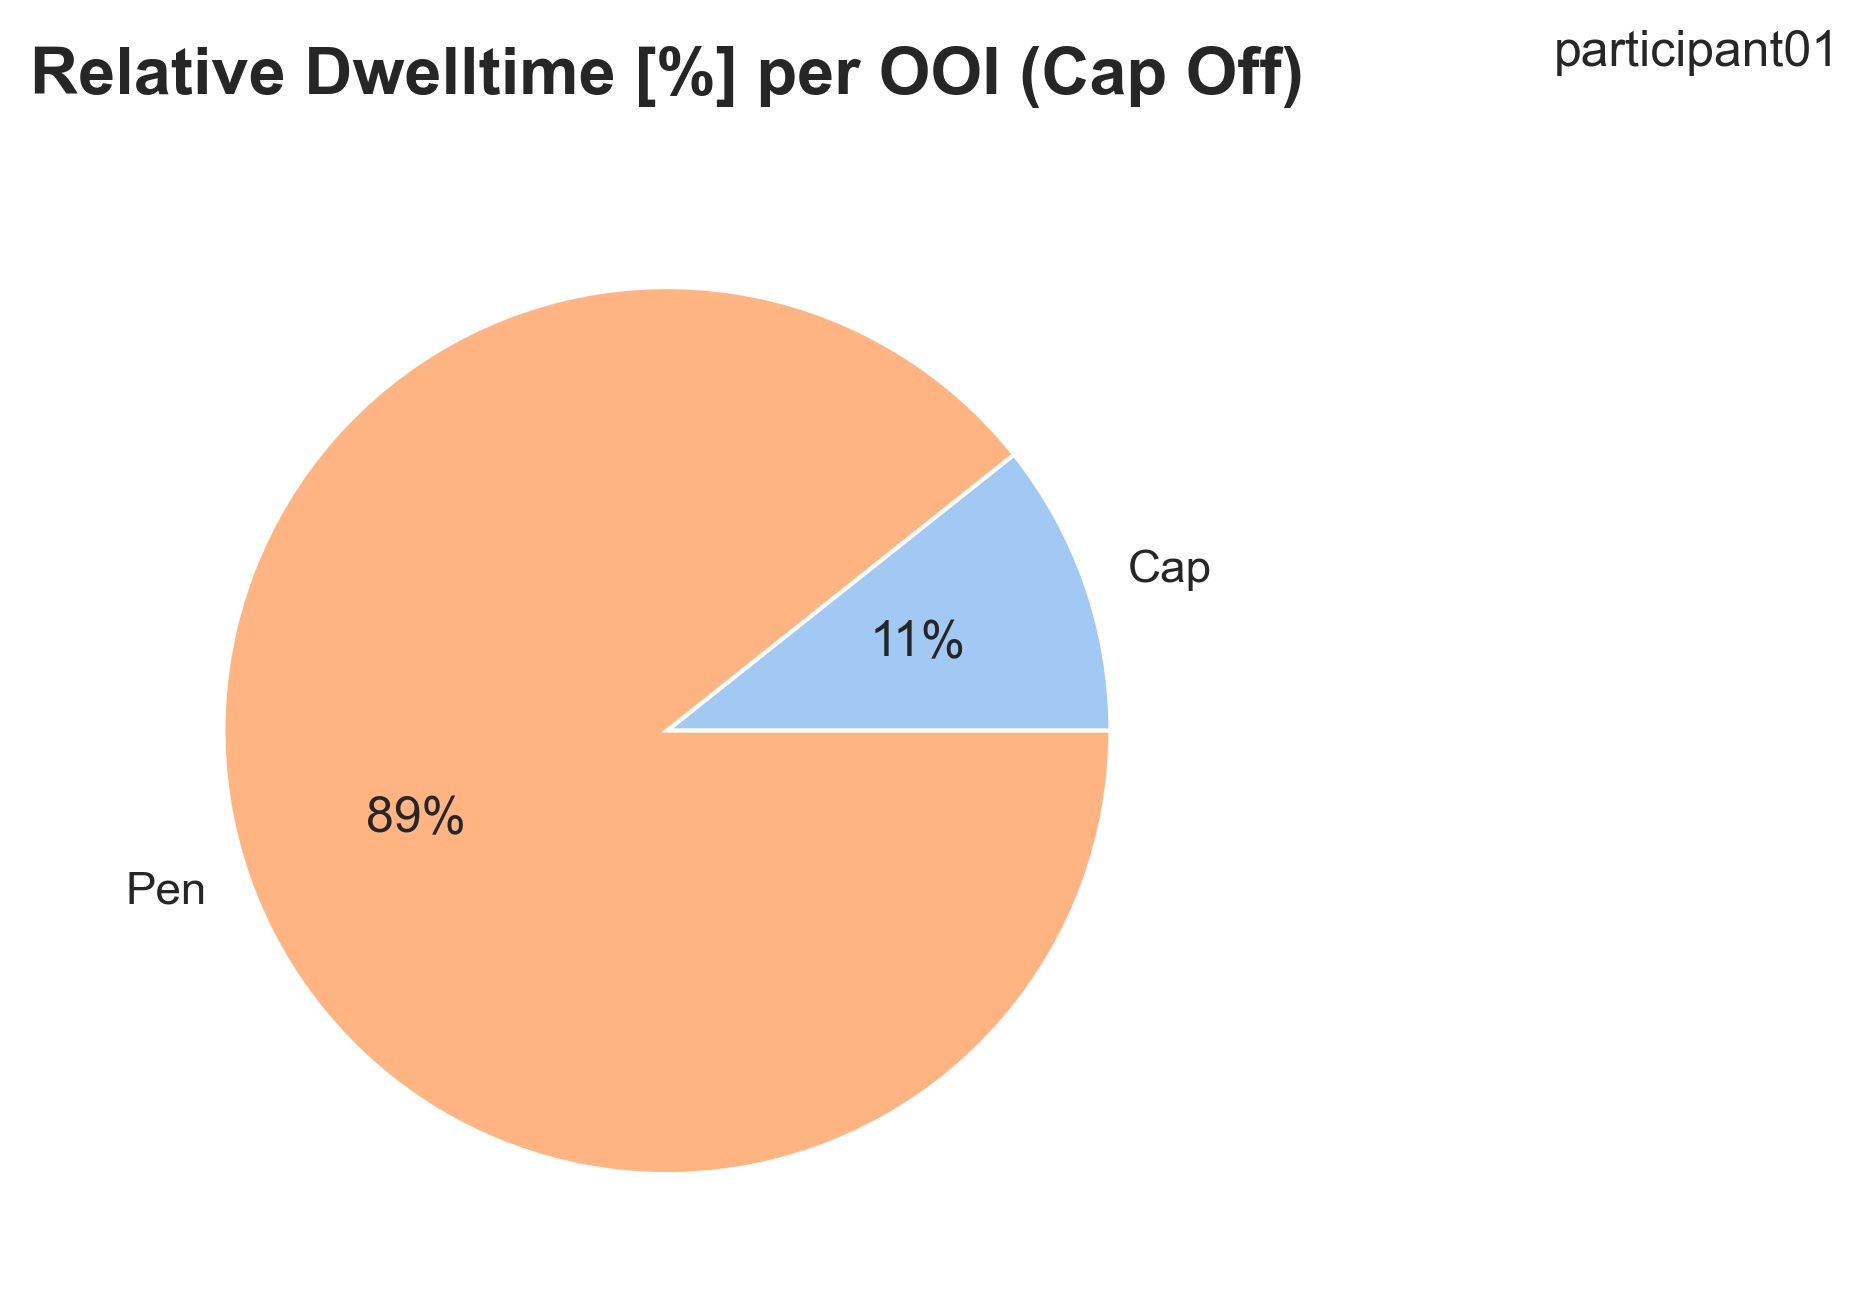 Relative Dwelltime [%] per OOI (Cap Off)
participant01
Cap
11%
89%
Pen